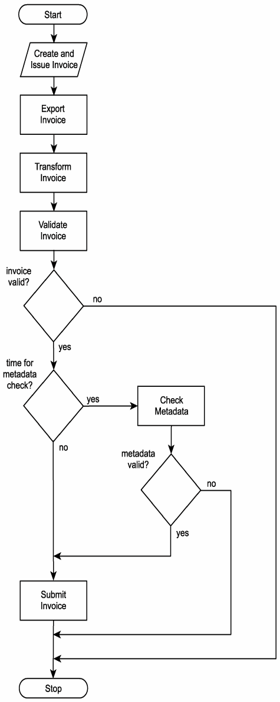 Start
Create and
Issue Invoice
Export
Invoice
Transform
Invoice
Validate
Invoice
invoice
valid?
no
yes
time for
metadata
check?
yes
Check
Metadata
no
metadata
valid?
no
yes
Submit
Invoice
Stop